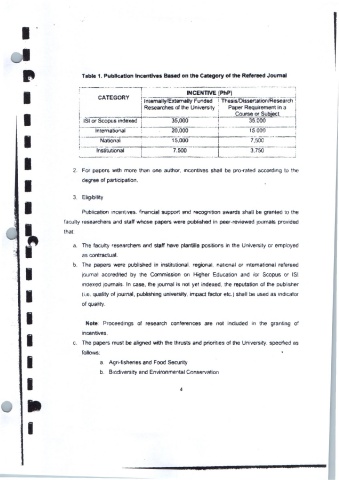 Table 1. Publication Incentives Based on the Category of the Refereed Journal
CATEGORY
INCENTIVE (PhP)
Internally/Externally Funded Researches of the University
Thesis/Dissertation/Research Paper Requirement in a Course or Subject
ISI or Scopus indexed 35,000 35,000
International 20,000 15,000
National 15,000 7,500
Institutional 7,500 3,750
2. For papers with more than one author, incentives shall be pro-rated according to the
degree of participation.
3. Eligibility
Publication incentives, financial support and recognition awards shall be granted to the
faculty researchers and staff whose papers were published in peer-reviewed journals provided
that:
a. The faculty researchers and staff have plantilla positions in the University or employed
as contractual.
b. The papers were published in institutional, regional, national or international refereed
journal accredited by the Commission on Higher Education and /or Scopus or ISI
indexed journals. In case, the journal is not yet indexed, the reputation of the publisher
(i.e. quality of journal, publishing university, impact factor etc.) shall be used as indicator
of quality.
Note: Proceedings of research conferences are not included in the granting of
incentives.
c. The papers must be aligned with the thrusts and priorities of the University, specified as
follows:
a. Agri-fisheries and Food Security
b. Biodiversity and Environmental Conservation
4